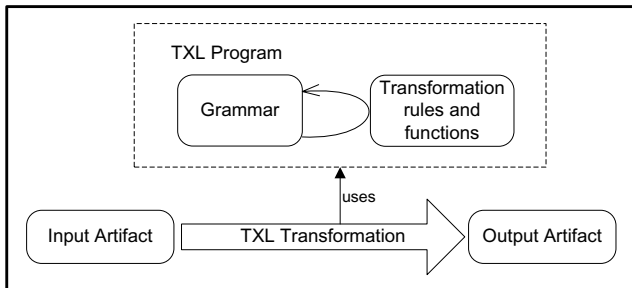 TXL Program
Grammar
Transformation
rules and
functions
uses
Input Artifact
TXL Transformation
Output Artifact